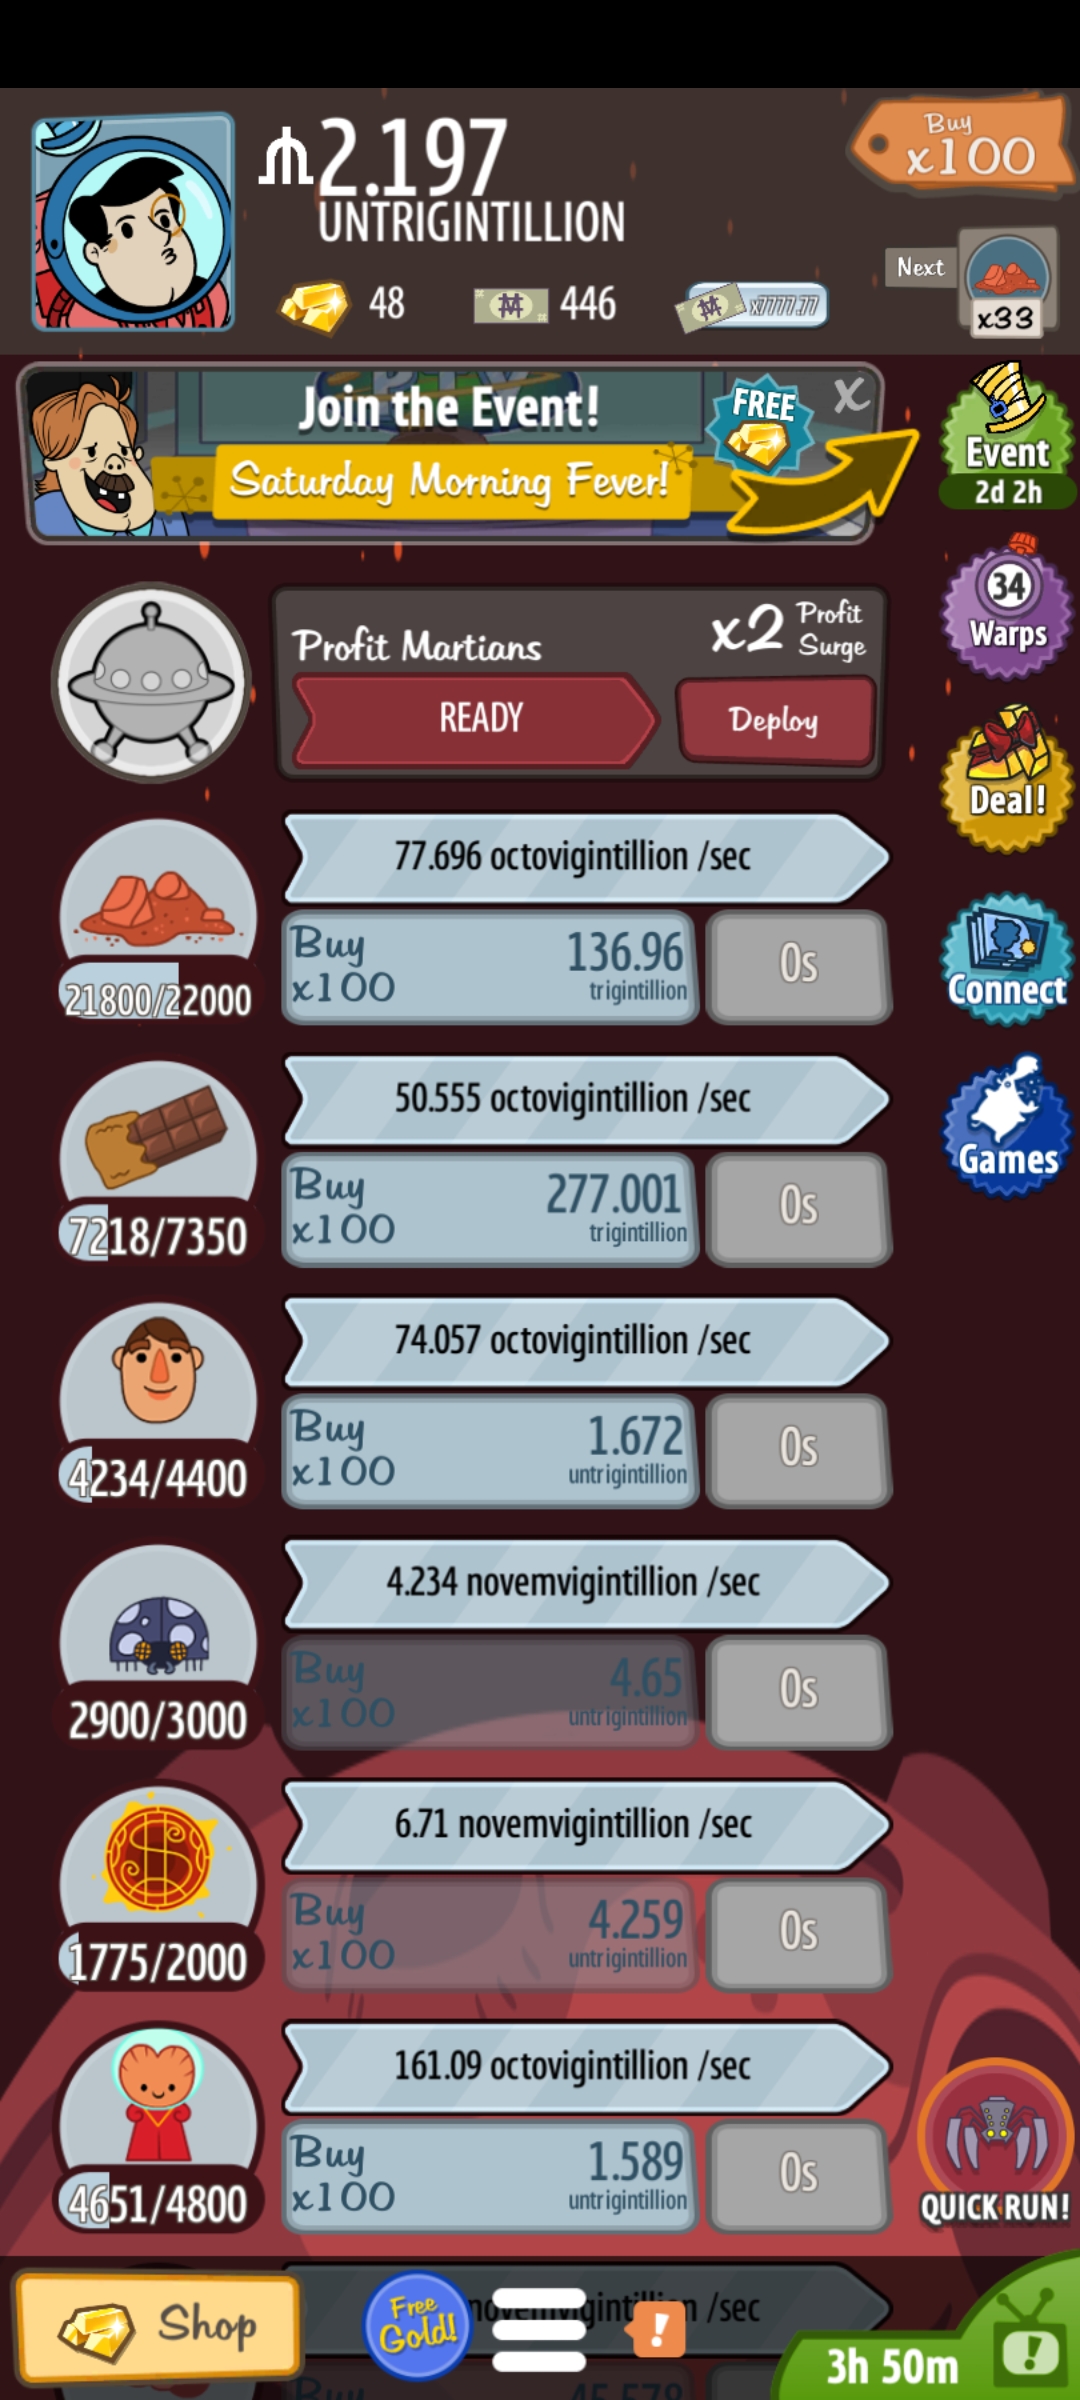 Buy
x100
2.197
UNTRIGINTILLION
48
446
x7777.77
Next
x33
Join the Event!
FREE
X
Saturday Morning Fever!
Event
2d 2h
34
Warps
Profit Martians
x2 Profit Surge
READY
Deploy
Deal!
77.696 octovigintillion /sec
Buy x100
136.96
trigintillion
0s
21800/22000
Connect
50.555 octovigintillion /sec
Buy x100
277.001
trigintillion
0s
7218/7350
Games
74.057 octovigintillion /sec
Buy x100
1.672
untrigintillion
0s
4234/4400
4.234 novemvigintillion /sec
Buy x100
4.65
untrigintillion
0s
2900/3000
6.71 novemvigintillion /sec
Buy x100
4.259
untrigintillion
0s
1775/2000
161.09 octovigintillion /sec
Buy x100
1.589
untrigintillion
0s
4651/4800
QUICK RUN!
Shop
Free Gold!
/sec
!
3h 50m
!
Buy